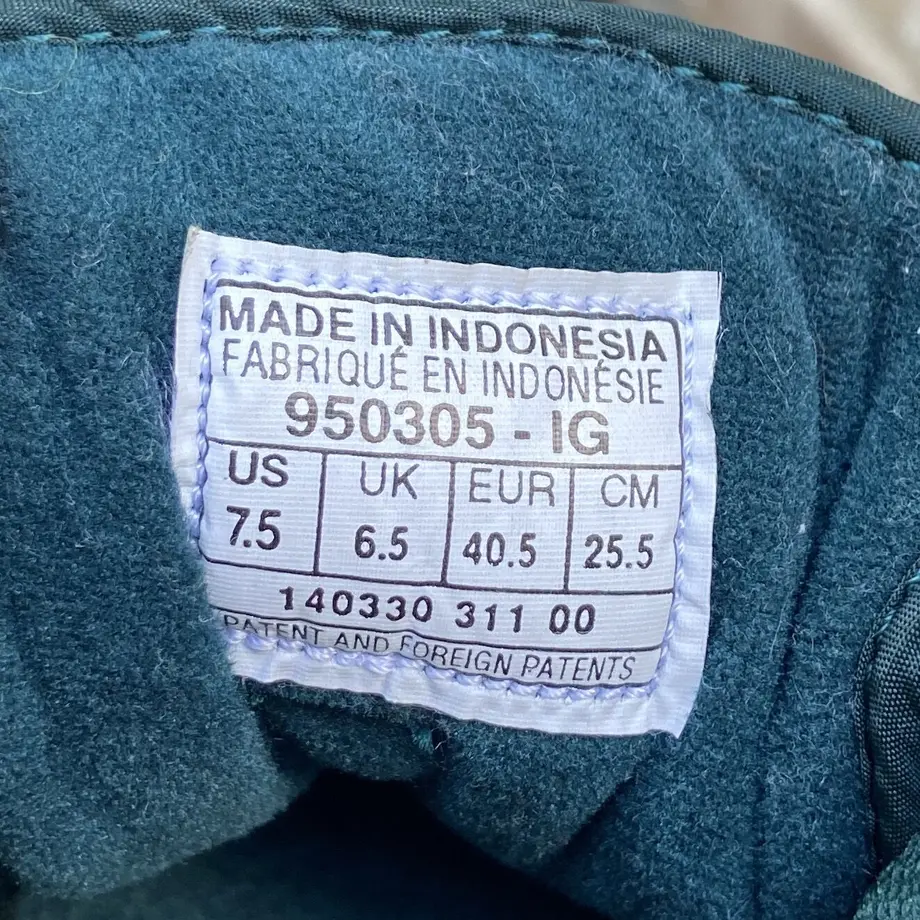 MADE IN INDONESIA
FABRIQUÉ EN INDONÉSIE
950305 - IG
US UK EUR CM
7.5 6.5 40.5 25.5
140330 311 00
PATENT AND FOREIGN PATENTS